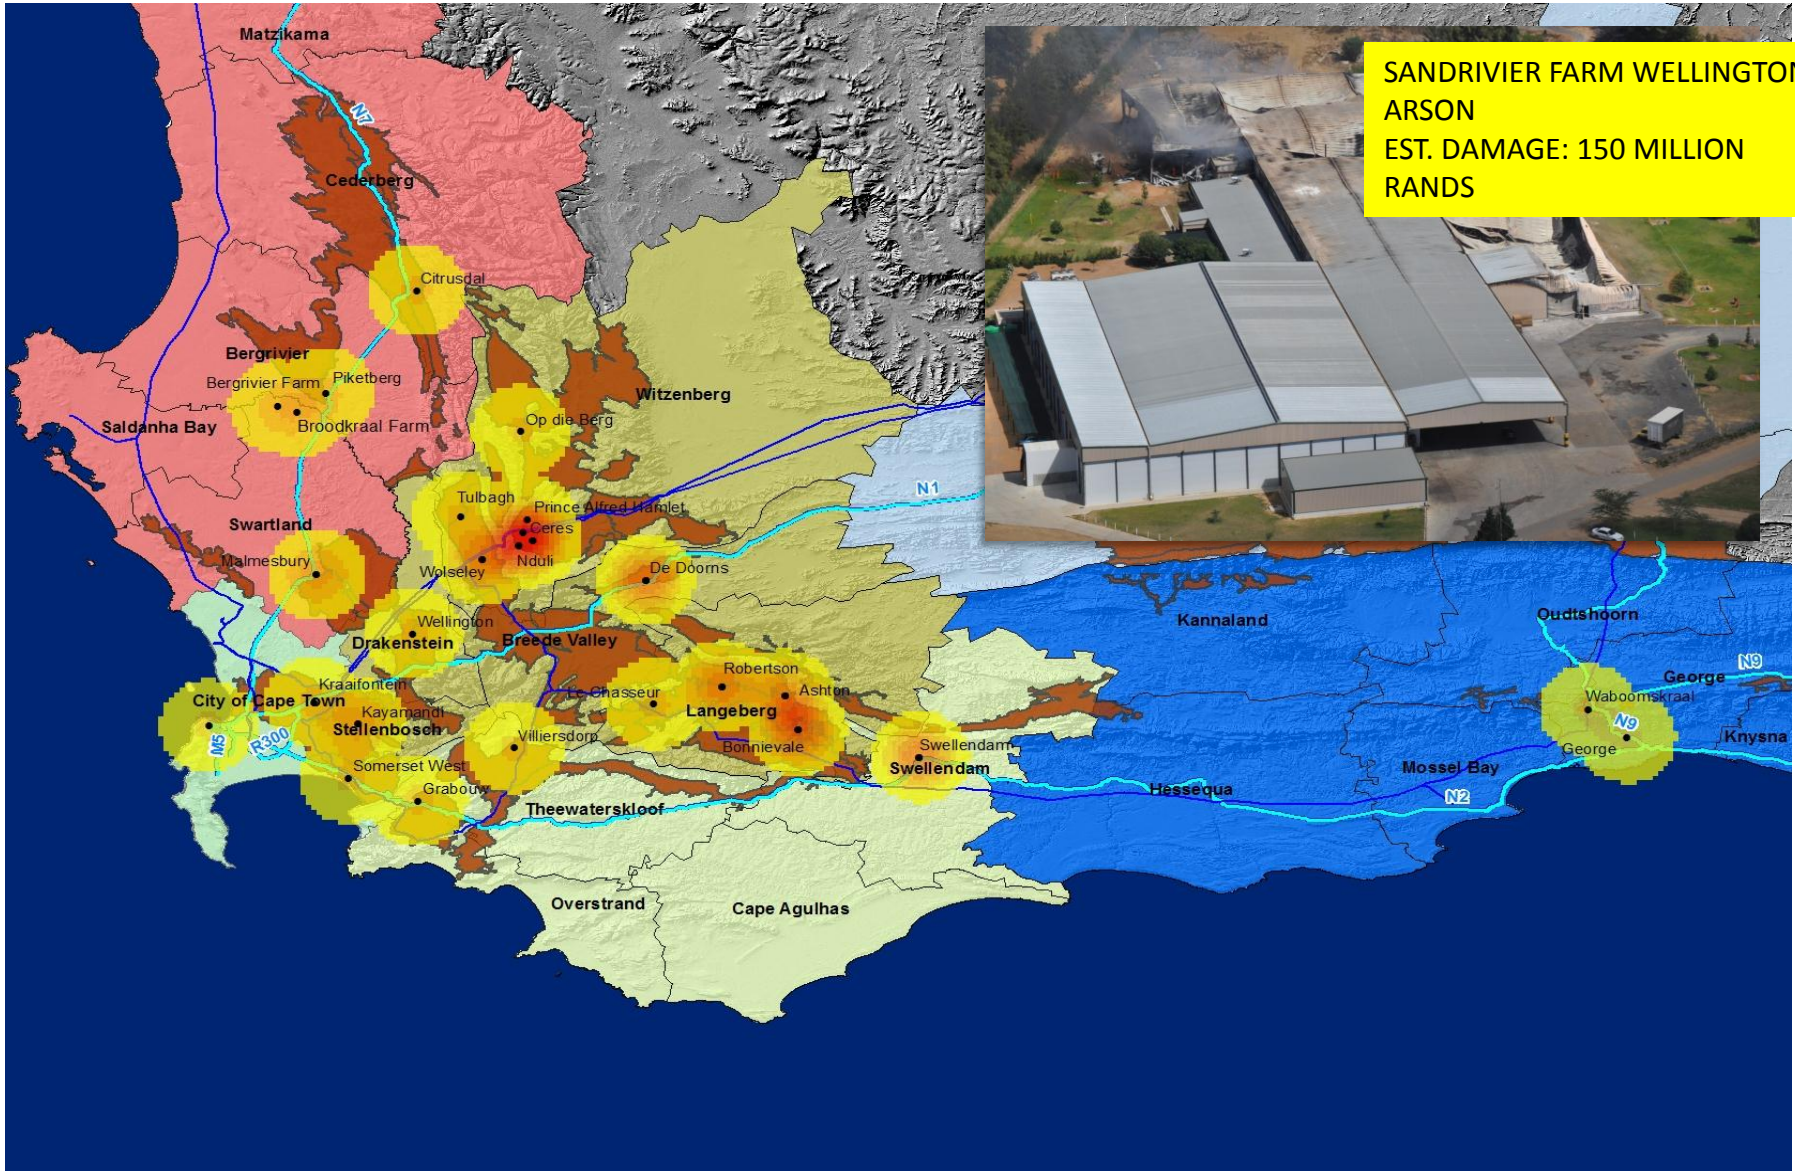 Matzikama
SANDRIVIER FARM WELLINGTON
ARSON
EST. DAMAGE: 150 MILLION
RANDS
N7
Cederberg
Citrusdal
Bergrivier
Bergrivier Farm
Piketberg
Witzenberg
Saldanha Bay
Broodkraal Farm
Op die Berg
N1
Tulbagh
Prince Alfred Hamlet
Swartland
Ceres
Malmesbury
Wolseley
Nduli
De Doorns
Wellington
Kannaland
Oudtshoorn
Drakenstein
Breede Valley
Robertson
N9
Kraaifontein
Le Chasseur
Ashton
George
City of Cape Town
Waboomskraal
Kayamandi
Langeberg
Stellenbosch
N9
M5
R300
Villiersdorp
Bonnievale
Swellendam
George
Knysna
Somerset West
Swellendam
Mossel Bay
Grabouw
Hessequa
N2
Theewaterskloof
Overstrand
Cape Agulhas